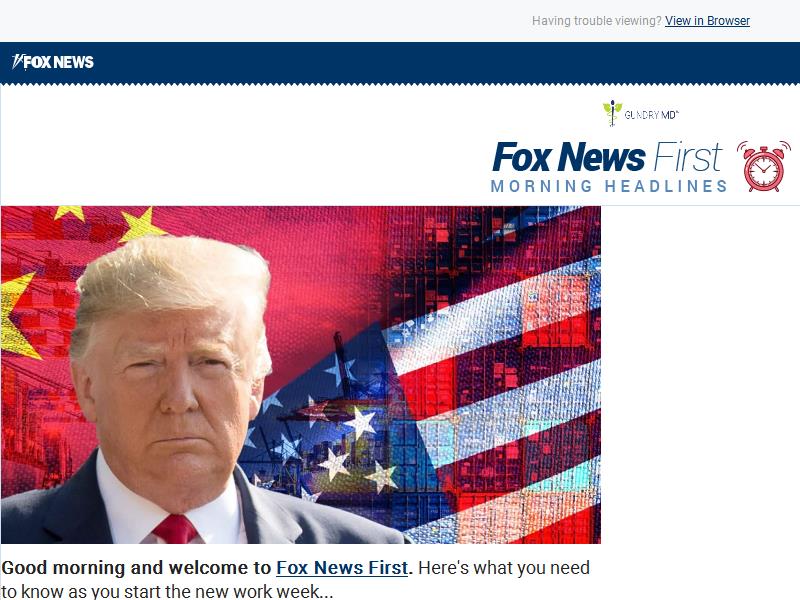 Having trouble viewing? View in Browser
FOX NEWS
GUNDRY MD™
Fox News First
MORNING HEADLINES
Good morning and welcome to Fox News First. Here's what you need
to know as you start the new work week...